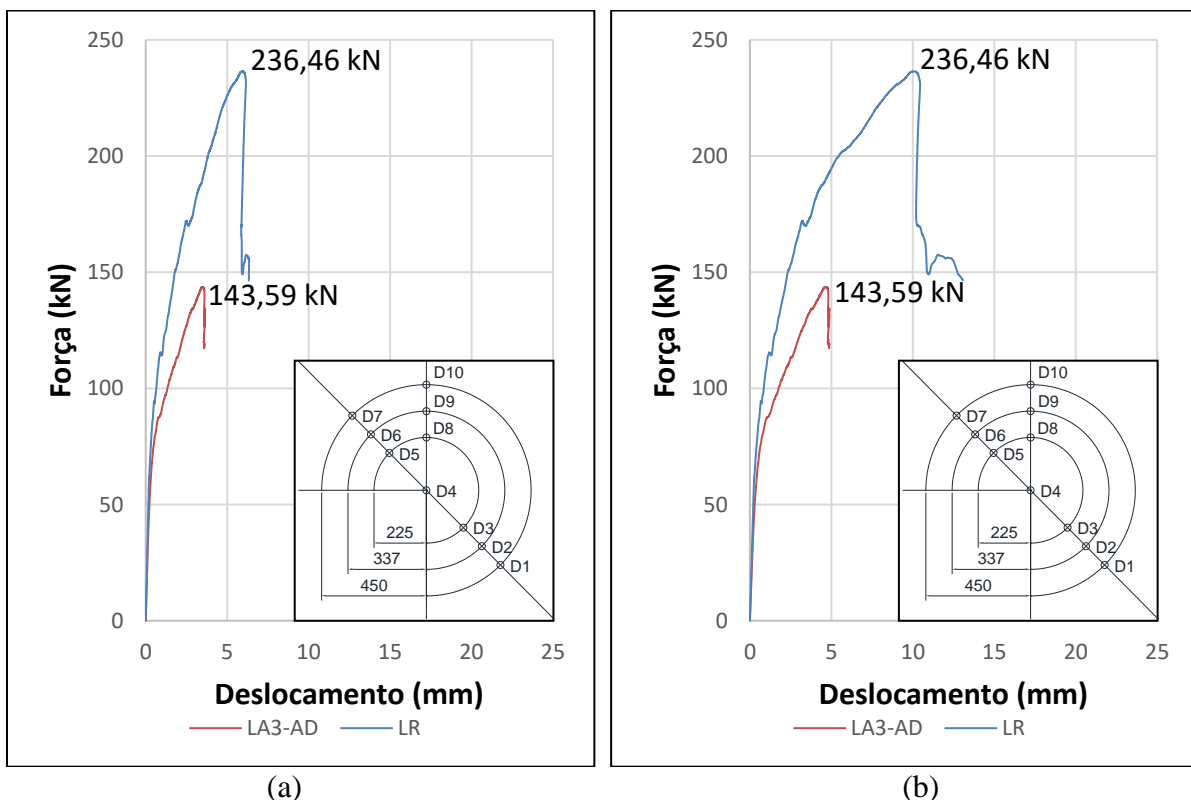 250
236,46 kN
200
150
143,59 kN
100
50
0
Força (kN)
D10
D9
D8
D7
D6
D5
D4
D3
D2
D1
225
337
450
0 5 10 15 20 25
Deslocamento (mm)
LA3-AD LR
(a)
250
236,46 kN
200
150
143,59 kN
100
50
0
Força (kN)
D10
D9
D8
D7
D6
D5
D4
D3
D2
D1
225
337
450
0 5 10 15 20 25
Deslocamento (mm)
LA3-AD LR
(b)